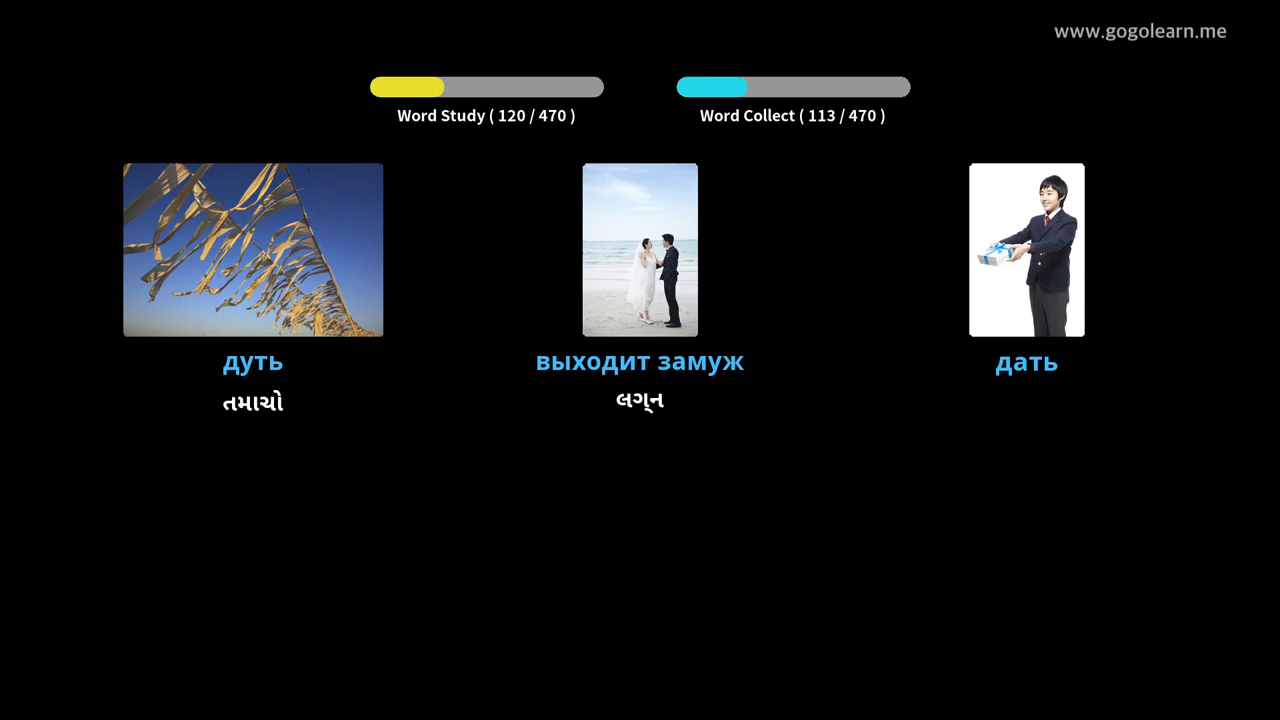 www.gogolearn.me
Word Study ( 120 / 470 )
Word Collect ( 113 / 470 )
дуть
выходит замуж
дать
તમાચો
લગ્ન